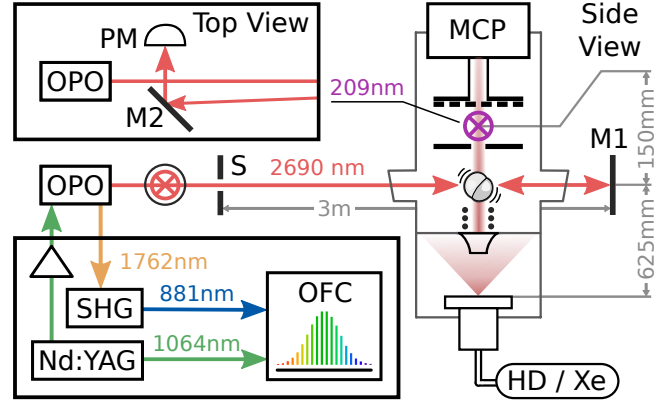 Top View
PM
OPO
M2
MCP
Side
View
209nm
150mm
M1
S
2690 nm
OPO
3m
625mm
1762nm
SHG
881nm
OFC
1064nm
Nd:YAG
HD / Xe